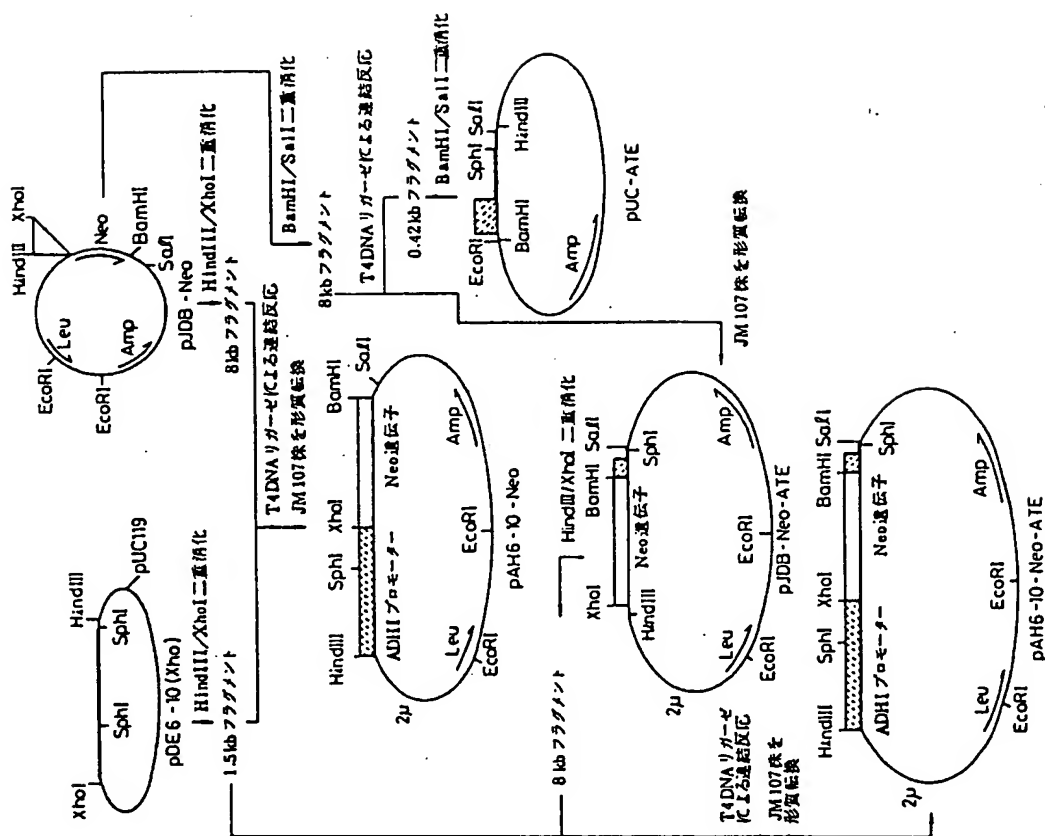 XhoI
HindIII
SphI
SphI
pUC119
pDE6-10(Xho)
HindIII/XhoI二重消化
1.5kbフラグメント
HindIII
XhoI
Neo
BamHI
SalI
Leu
Amp
EcoRI
EcoRI
pJDB-Neo
HindIII/XhoI二重消化
8kbフラグメント
T4DNAリガーゼによる連結反応
JM107株を形質転換
BamHI/SalI二重消化
8kbフラグメント
T4DNAリガーゼによる連結反応
0.42kbフラグメント
BamHI/SalI二重消化
EcoRI
SphI
SalI
BamHI
HindIII
Amp
pUC-ATE
JM107株を形質転換
HindIII
SphI
XhoI
BamHI
SalI
ADHIプロモーター
Neo遺伝子
2μ
Leu
Amp
EcoRI
EcoRI
pAH6-10-Neo
HindIII/XhoI二重消化
8kbフラグメント
XhoI
BamHI
SalI
HindIII
Neo遺伝子
SphI
2μ
Leu
Amp
EcoRI
EcoRI
pJDB-Neo-ATE
T4DNAリガーゼ
による連結反応
JM107株を
形質転換
HindIII
SphI
XhoI
BamHI
SalI
ADHIプロモーター
Neo遺伝子
SphI
2μ
Leu
Amp
EcoRI
EcoRI
pAH6-10-Neo-ATE